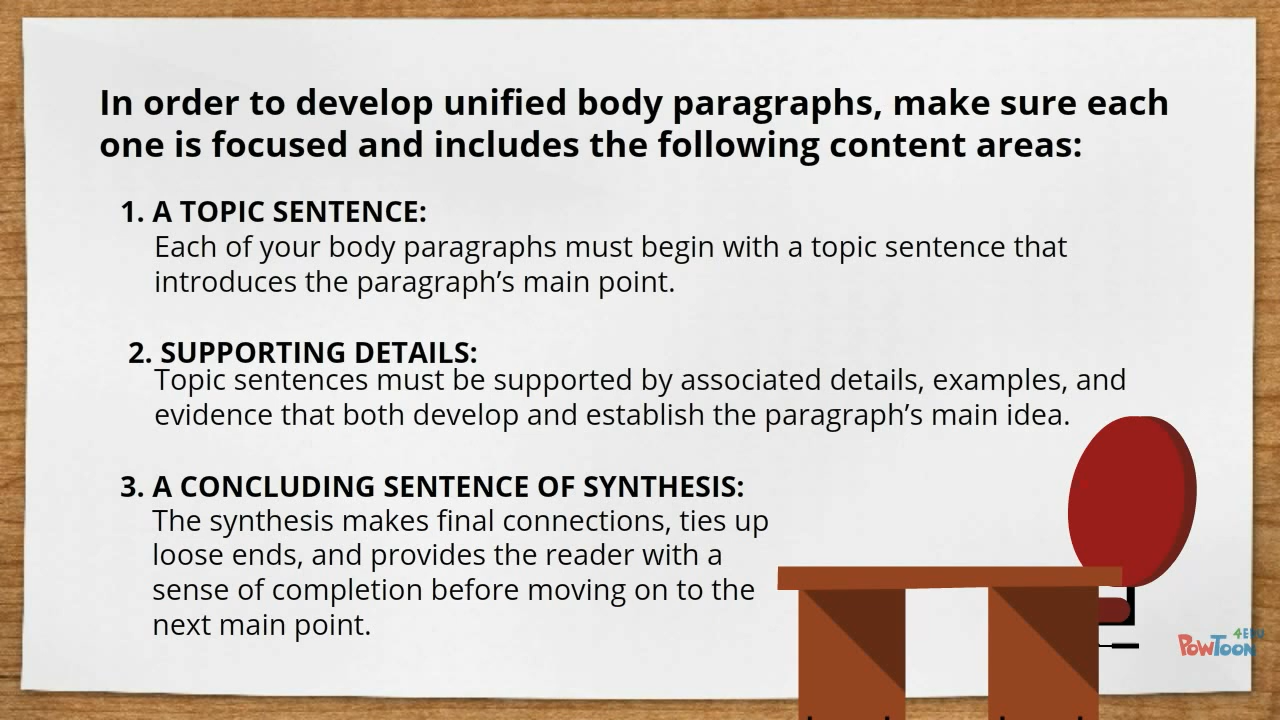 In order to develop unified body paragraphs, make sure each
one is focused and includes the following content areas:
1. A TOPIC SENTENCE:
Each of your body paragraphs must begin with a topic sentence that
introduces the paragraph’s main point.
2. SUPPORTING DETAILS:
Topic sentences must be supported by associated details, examples, and
evidence that both develop and establish the paragraph’s main idea.
3. A CONCLUDING SENTENCE OF SYNTHESIS:
The synthesis makes final connections, ties up
loose ends, and provides the reader with a
sense of completion before moving on to the
next main point.
4EDU
POWTOON